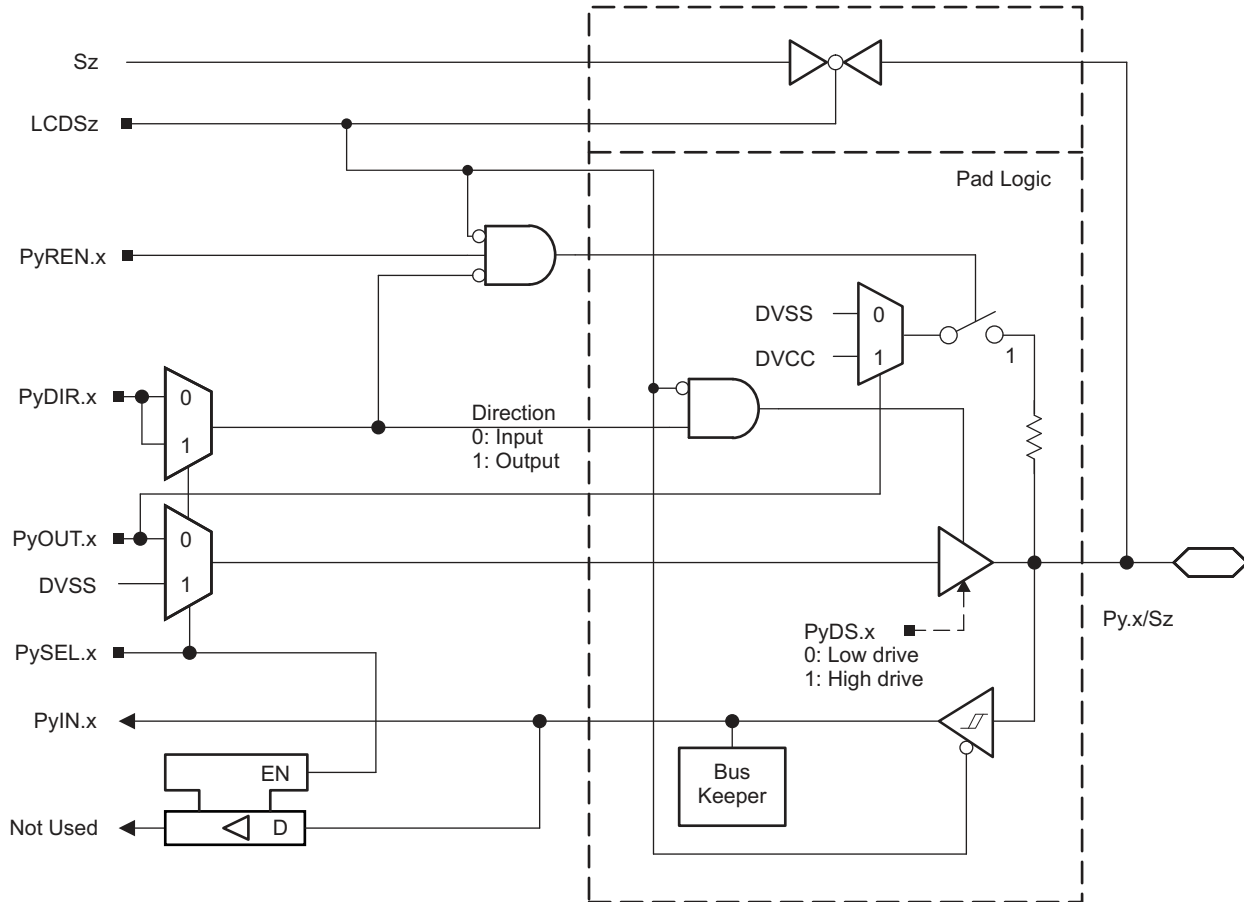 Sz
LCDSz
Pad Logic
PyREN.x
DVSS
0
DVCC
1
1
PyDIR.x
0
1
Direction
0: Input
1: Output
PyOUT.x
0
DVSS
1
PyDS.x
0: Low drive
1: High drive
Py.x/Sz
PySEL.x
PyIN.x
EN
Bus
Keeper
Not Used
D